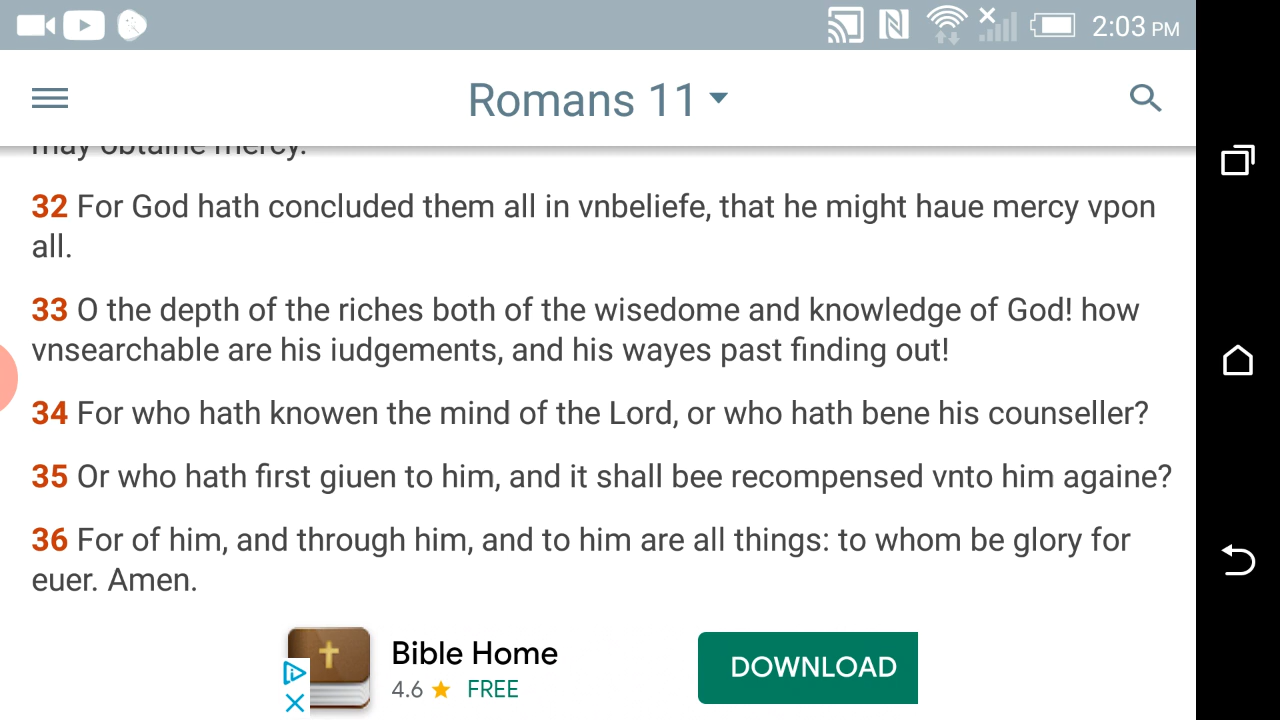 2:03 PM
Romans 11
may obtaine mercy.
32 For God hath concluded them all in vnbeliefe, that he might haue mercy vpon
all.
33 O the depth of the riches both of the wisedome and knowledge of God! how
vnsearchable are his iudgements, and his wayes past finding out!
34 For who hath knowen the mind of the Lord, or who hath bene his counseller?
35 Or who hath first giuen to him, and it shall bee recompensed vnto him againe?
36 For of him, and through him, and to him are all things: to whom be glory for
euer. Amen.
Bible Home
4.6 FREE
DOWNLOAD